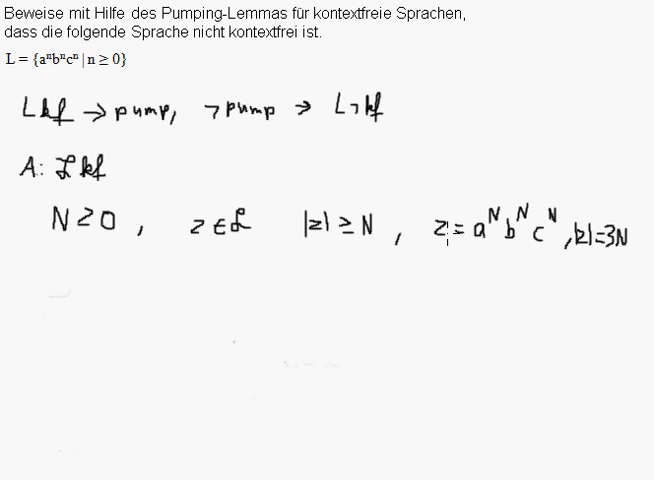 Beweise mit Hilfe des Pumping-Lemmas für kontextfreie Sprachen,
dass die folgende Sprache nicht kontextfrei ist.
L = {aⁿbⁿcⁿ | n ≥ 0}
L kf → pump, ¬ pump → L ¬ kf
A: L kf
N ≥ 0 , z ∈ L |z| ≥ N , z = a^N b^N c^N , |z|=3N